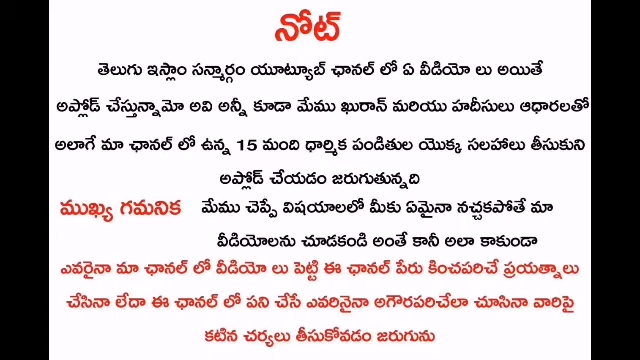 నోట్
తెలుగు ఇస్లాం సన్మార్గం యూట్యూబ్ ఛానల్ లో ఏ వీడియో లు అయితే
అప్లోడ్ చేస్తున్నామో అవి అన్నీ కూడా మేము ఖురాన్ మరియు హదీసులు ఆధారలతో
అలాగే మా ఛానల్ లో ఉన్న 15 మంది ధార్మిక పండితుల యొక్క సలహాలు తీసుకుని
అప్లోడ్ చేయడం జరుగుతున్నది
ముఖ్య గమనిక మేము చెప్పే విషయాలలో మీకు ఏమైనా నచ్చకపోతే మా
వీడియోలను చూడకండి అంతే కానీ అలా కాకుండా
ఎవరైనా మా ఛానల్ లో వీడియో లు పెట్టి ఈ ఛానల్ పేరు కించపరిచే ప్రయత్నాలు
చేసినా లేదా ఈ ఛానల్ లో పని చేసే ఎవరినైనా అగౌరపరిచేలా చూసినా వారిపై
కటిన చర్యలు తీసుకోవడం జరుగును